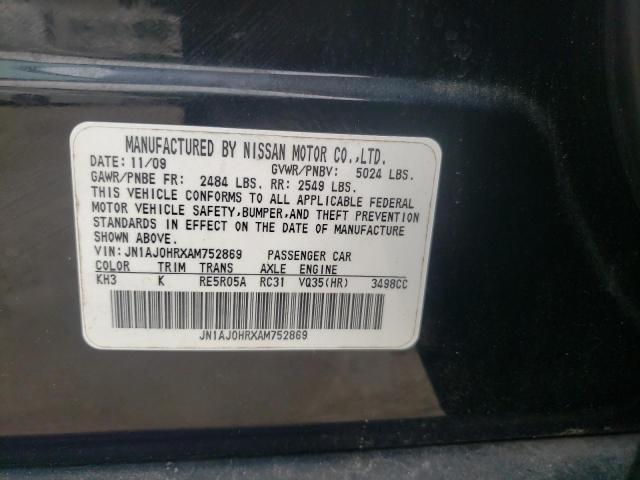 MANUFACTURED BY NISSAN MOTOR CO.,LTD.
DATE: 11/09 GVWR/PNBV: 5024 LBS.
GAWR/PNBE FR: 2484 LBS. RR: 2549 LBS.
THIS VEHICLE CONFORMS TO ALL APPLICABLE FEDERAL
MOTOR VEHICLE SAFETY,BUMPER,AND THEFT PREVENTION
STANDARDS IN EFFECT ON THE DATE OF MANUFACTURE
SHOWN ABOVE.
VIN: JN1AJ0HRXAM752869 PASSENGER CAR
COLOR TRIM TRANS AXLE ENGINE
KH3 K RE5R05A RC31 VQ35(HR) 3498CC
JN1AJ0HRXAM752869